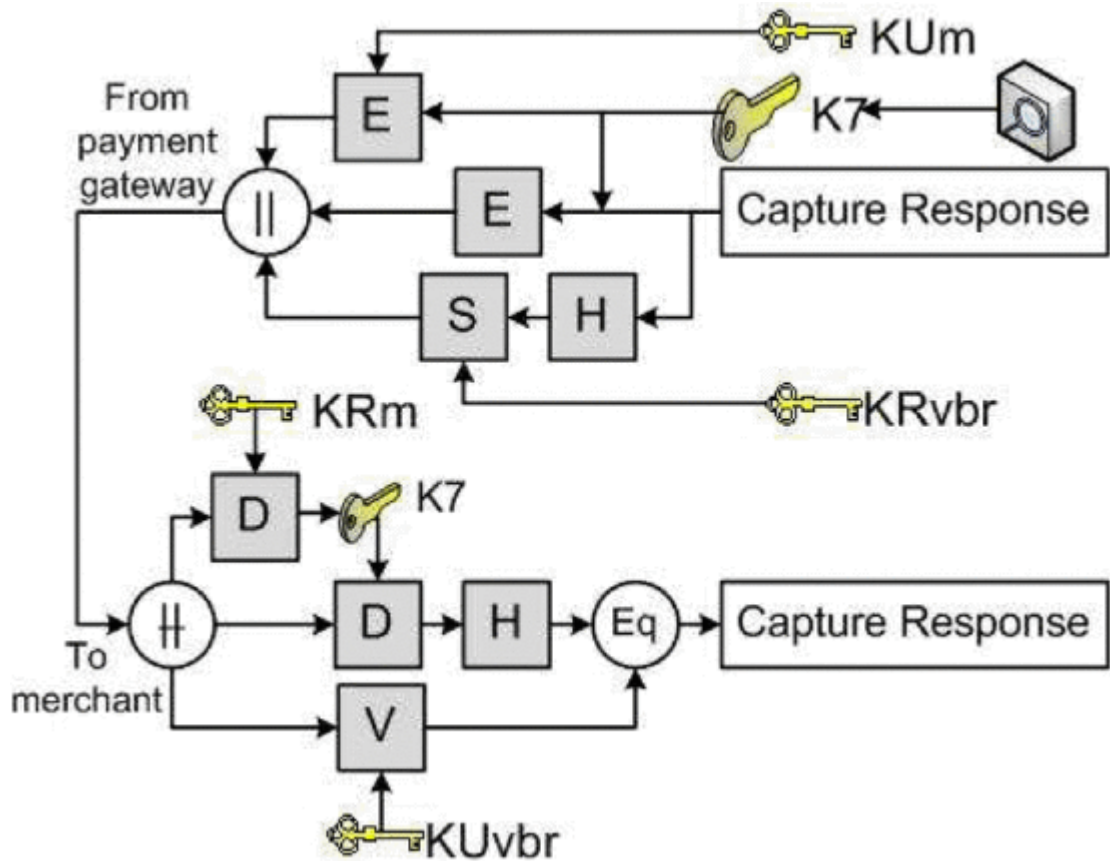 KUm
From
payment
gateway
E
K7
||
E
Capture Response
S
H
KRvbr
KRm
D
K7
D
H
Eq
Capture Response
To
merchant
V
KUvbr